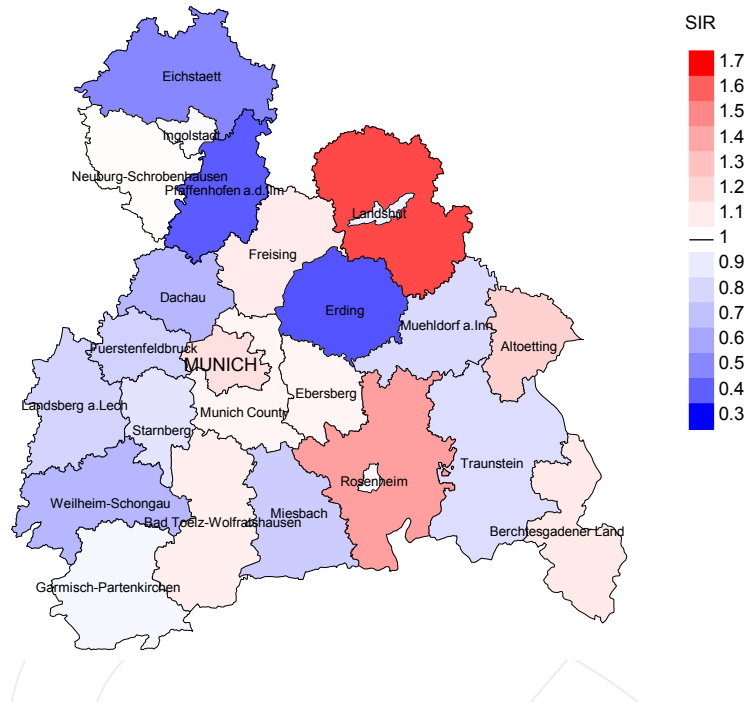 SIR
1.7
1.6
1.5
1.4
1.3
1.2
1.1
1
0.9
0.8
0.7
0.6
0.5
0.4
0.3
Eichstaett
Ingolstadt
Neuburg-Schrobenhausen
Pfaffenhofen a.d.Ilm
Landshut
Freising
Dachau
Erding
Muehldorf a.Inn
Altoetting
Fuerstenfeldbruck
MUNICH
Ebersberg
Landsberg a.Lech
Munich County
Starnberg
Traunstein
Rosenheim
Weilheim-Schongau
Miesbach
Bad Toelz-Wolfratshausen
Berchtesgadener Land
Garmisch-Partenkirchen